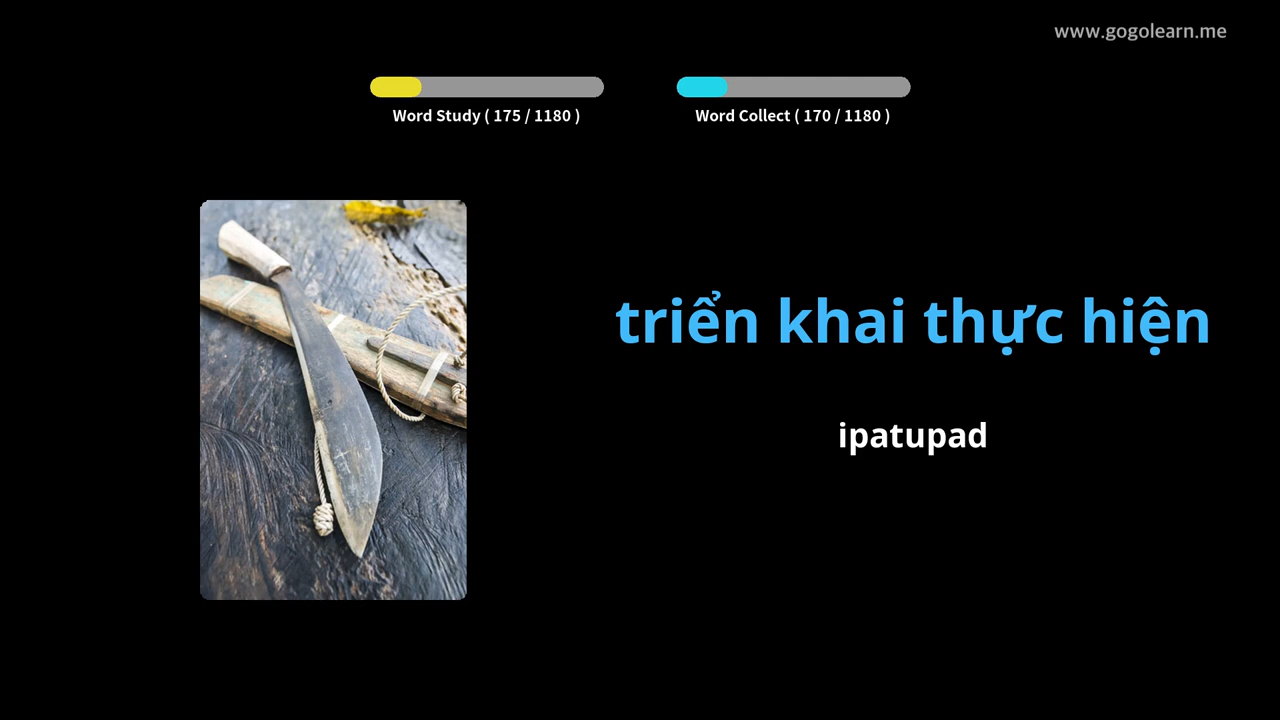 www.gogolearn.me
Word Study ( 175 / 1180 )
Word Collect ( 170 / 1180 )
triển khai thực hiện
ipatupad